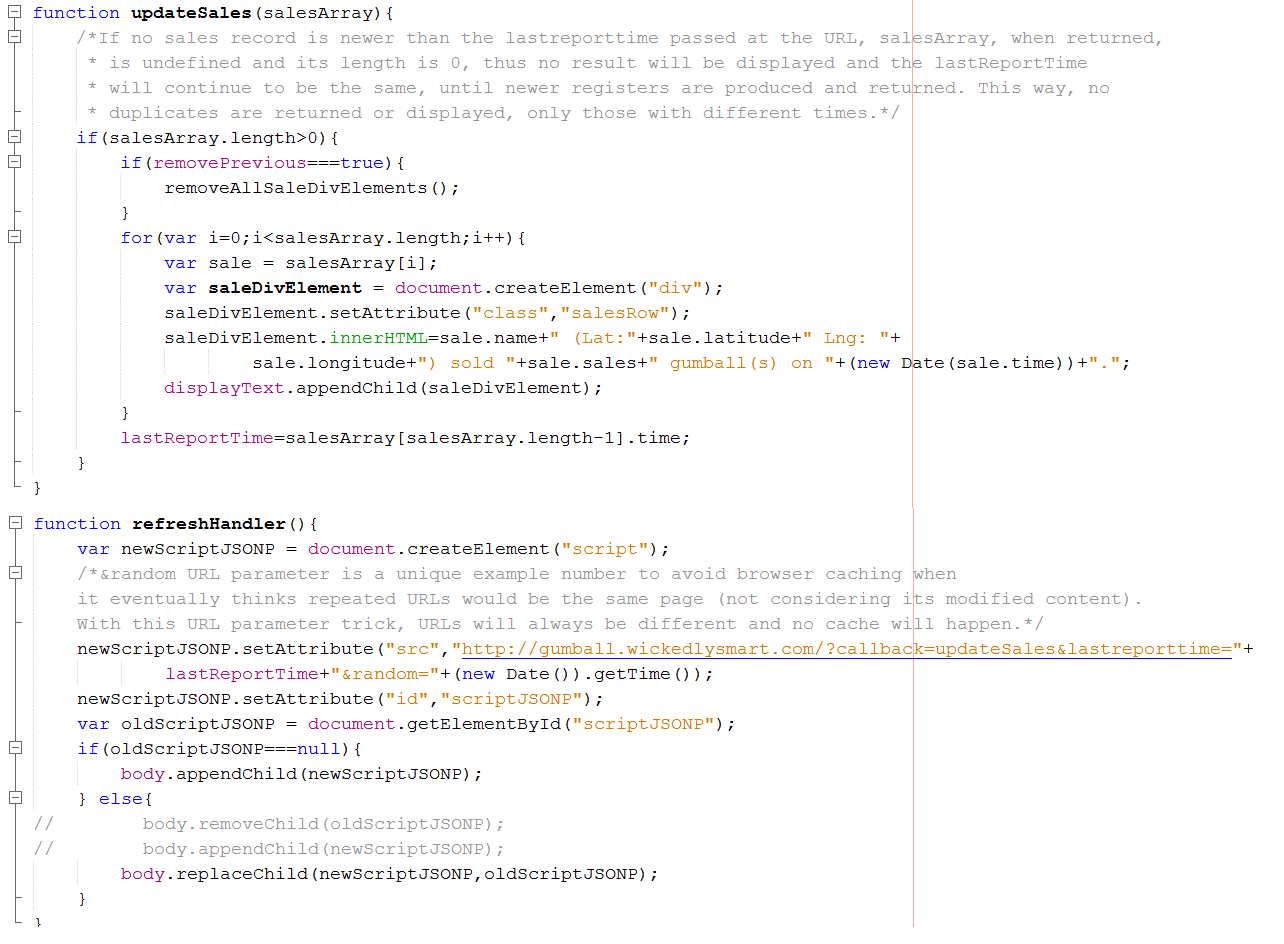 function updateSales(salesArray){
    /*If no sales record is newer than the lastreporttime passed at the URL, salesArray, when returned,
     * is undefined and its length is 0, thus no result will be displayed and the lastReportTime
     * will continue to be the same, until newer registers are produced and returned. This way, no
     * duplicates are returned or displayed, only those with different times.*/
    if(salesArray.length>0){
        if(removePrevious===true){
            removeAllSaleDivElements();
        }
        for(var i=0;i<salesArray.length;i++){
            var sale = salesArray[i];
            var saleDivElement = document.createElement("div");
            saleDivElement.setAttribute("class","salesRow");
            saleDivElement.innerHTML=sale.name+" (Lat:"+sale.latitude+" Lng: "+
                    sale.longitude+") sold "+sale.sales+" gumball(s) on "+(new Date(sale.time))+".";
            displayText.appendChild(saleDivElement);
        }
        lastReportTime=salesArray[salesArray.length-1].time;
    }
}
function refreshHandler(){
    var newScriptJSONP = document.createElement("script");
    /*&random URL parameter is a unique example number to avoid browser caching when
    it eventually thinks repeated URLs would be the same page (not considering its modified content).
    With this URL parameter trick, URLs will always be different and no cache will happen.*/
    newScriptJSONP.setAttribute("src","http://gumball.wickedlysmart.com/?callback=updateSales&lastreporttime="+
            lastReportTime+"&random="+(new Date()).getTime());
    newScriptJSONP.setAttribute("id","scriptJSONP");
    var oldScriptJSONP = document.getElementById("scriptJSONP");
    if(oldScriptJSONP===null){
        body.appendChild(newScriptJSONP);
    } else{
//        body.removeChild(oldScriptJSONP);
//        body.appendChild(newScriptJSONP);
        body.replaceChild(newScriptJSONP,oldScriptJSONP);
    }
}